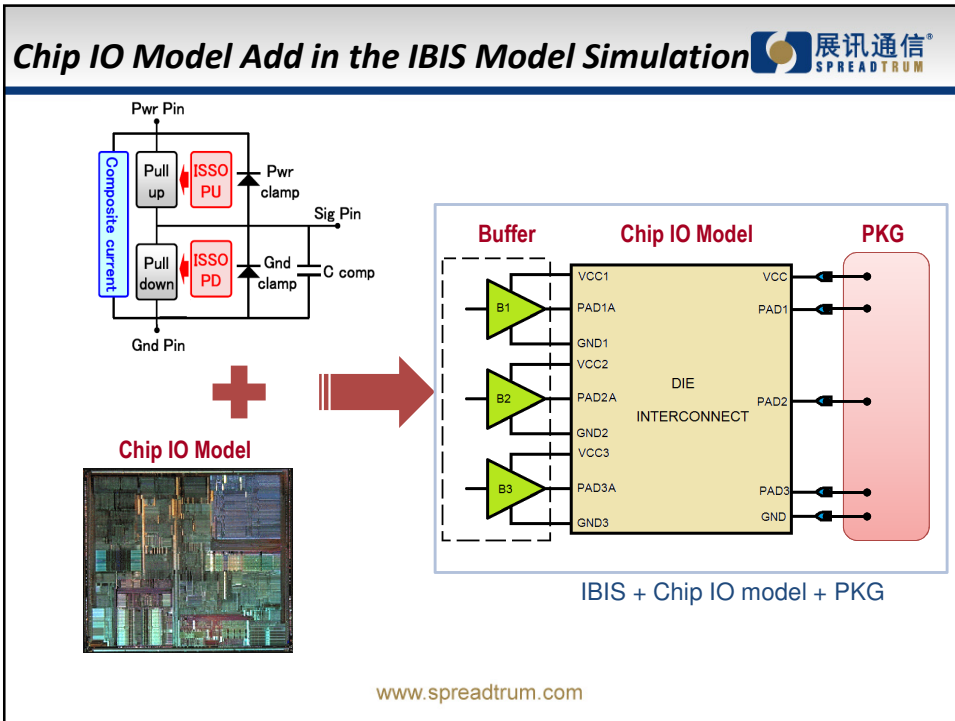 Chip IO Model Add in the IBIS Model Simulation
展讯通信®
SPREADTRUM
Pwr Pin
Composite current
Pull
up
ISSO
PU
Pwr
clamp
Sig Pin
Pull
down
ISSO
PD
Gnd
clamp
C comp
Gnd Pin
Chip IO Model
Buffer
Chip IO Model
PKG
B1
VCC1
PAD1A
GND1
B2
VCC2
PAD2A
GND2
B3
VCC3
PAD3A
GND3
DIE
INTERCONNECT
VCC
PAD1
PAD2
PAD3
GND
IBIS + Chip IO model + PKG
www.spreadtrum.com